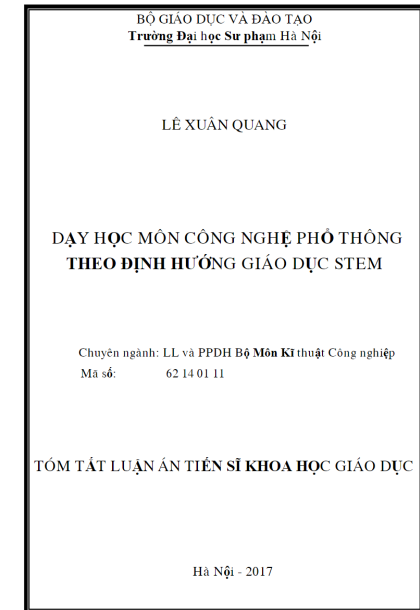 BỘ GIÁO DỤC VÀ ĐÀO TẠO
Trường Đại học Sư phạm Hà Nội
LÊ XUÂN QUANG
DẠY HỌC MÔN CÔNG NGHỆ PHỔ THÔNG
THEO ĐỊNH HƯỚNG GIÁO DỤC STEM
Chuyên ngành: LL và PPDH Bộ Môn Kĩ thuật Công nghiệp
Mã số: 62 14 01 11
TÓM TẮT LUẬN ÁN TIẾN SĨ KHOA HỌC GIÁO DỤC
Hà Nội - 2017